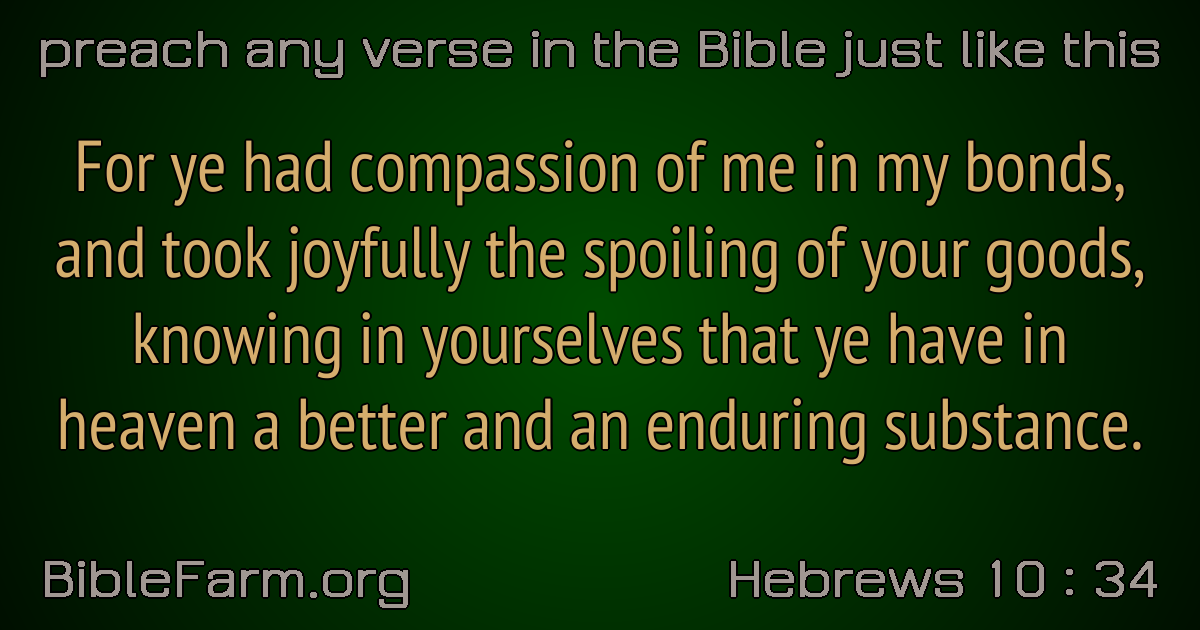 preach any verse in the Bible just like this
For ye had compassion of me in my bonds,
and took joyfully the spoiling of your goods,
knowing in yourselves that ye have in
heaven a better and an enduring substance.
BibleFarm.org
Hebrews 10 : 34